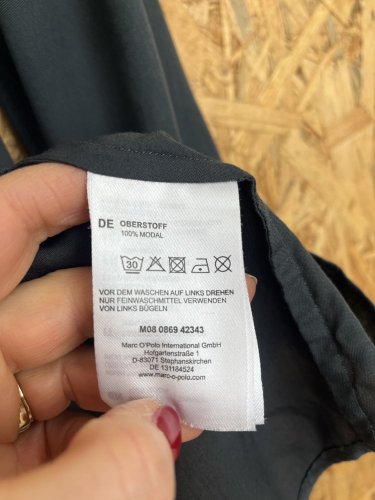 DE OBERSTOFF
100% MODAL
30
VOR DEM WASCHEN AUF LINKS DREHEN
NUR FEINWASCHMITTEL VERWENDEN
VON LINKS BÜGELN
M08 0869 42343
Marc O'Polo International GmbH
Hofgartenstraße 1
D-83071 Stephanskirchen
DE 131184524
www.marc-o-polo.com